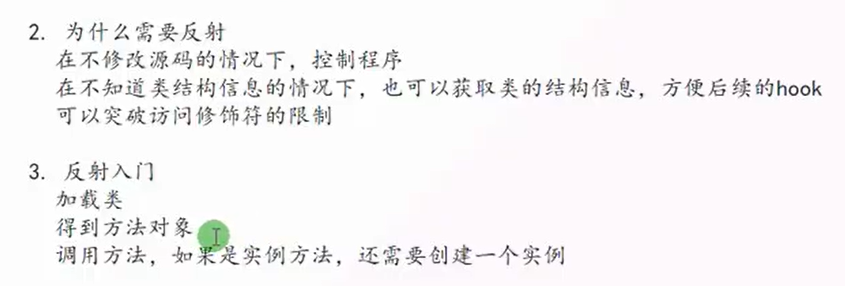 2. 为什么需要反射
在不修改源码的情况下，控制程序
在不知道类结构信息的情况下，也可以获取类的结构信息，方便后续的hook
可以突破访问修饰符的限制
3. 反射入门
加载类
得到方法对象
调用方法，如果是实例方法，还需要创建一个实例